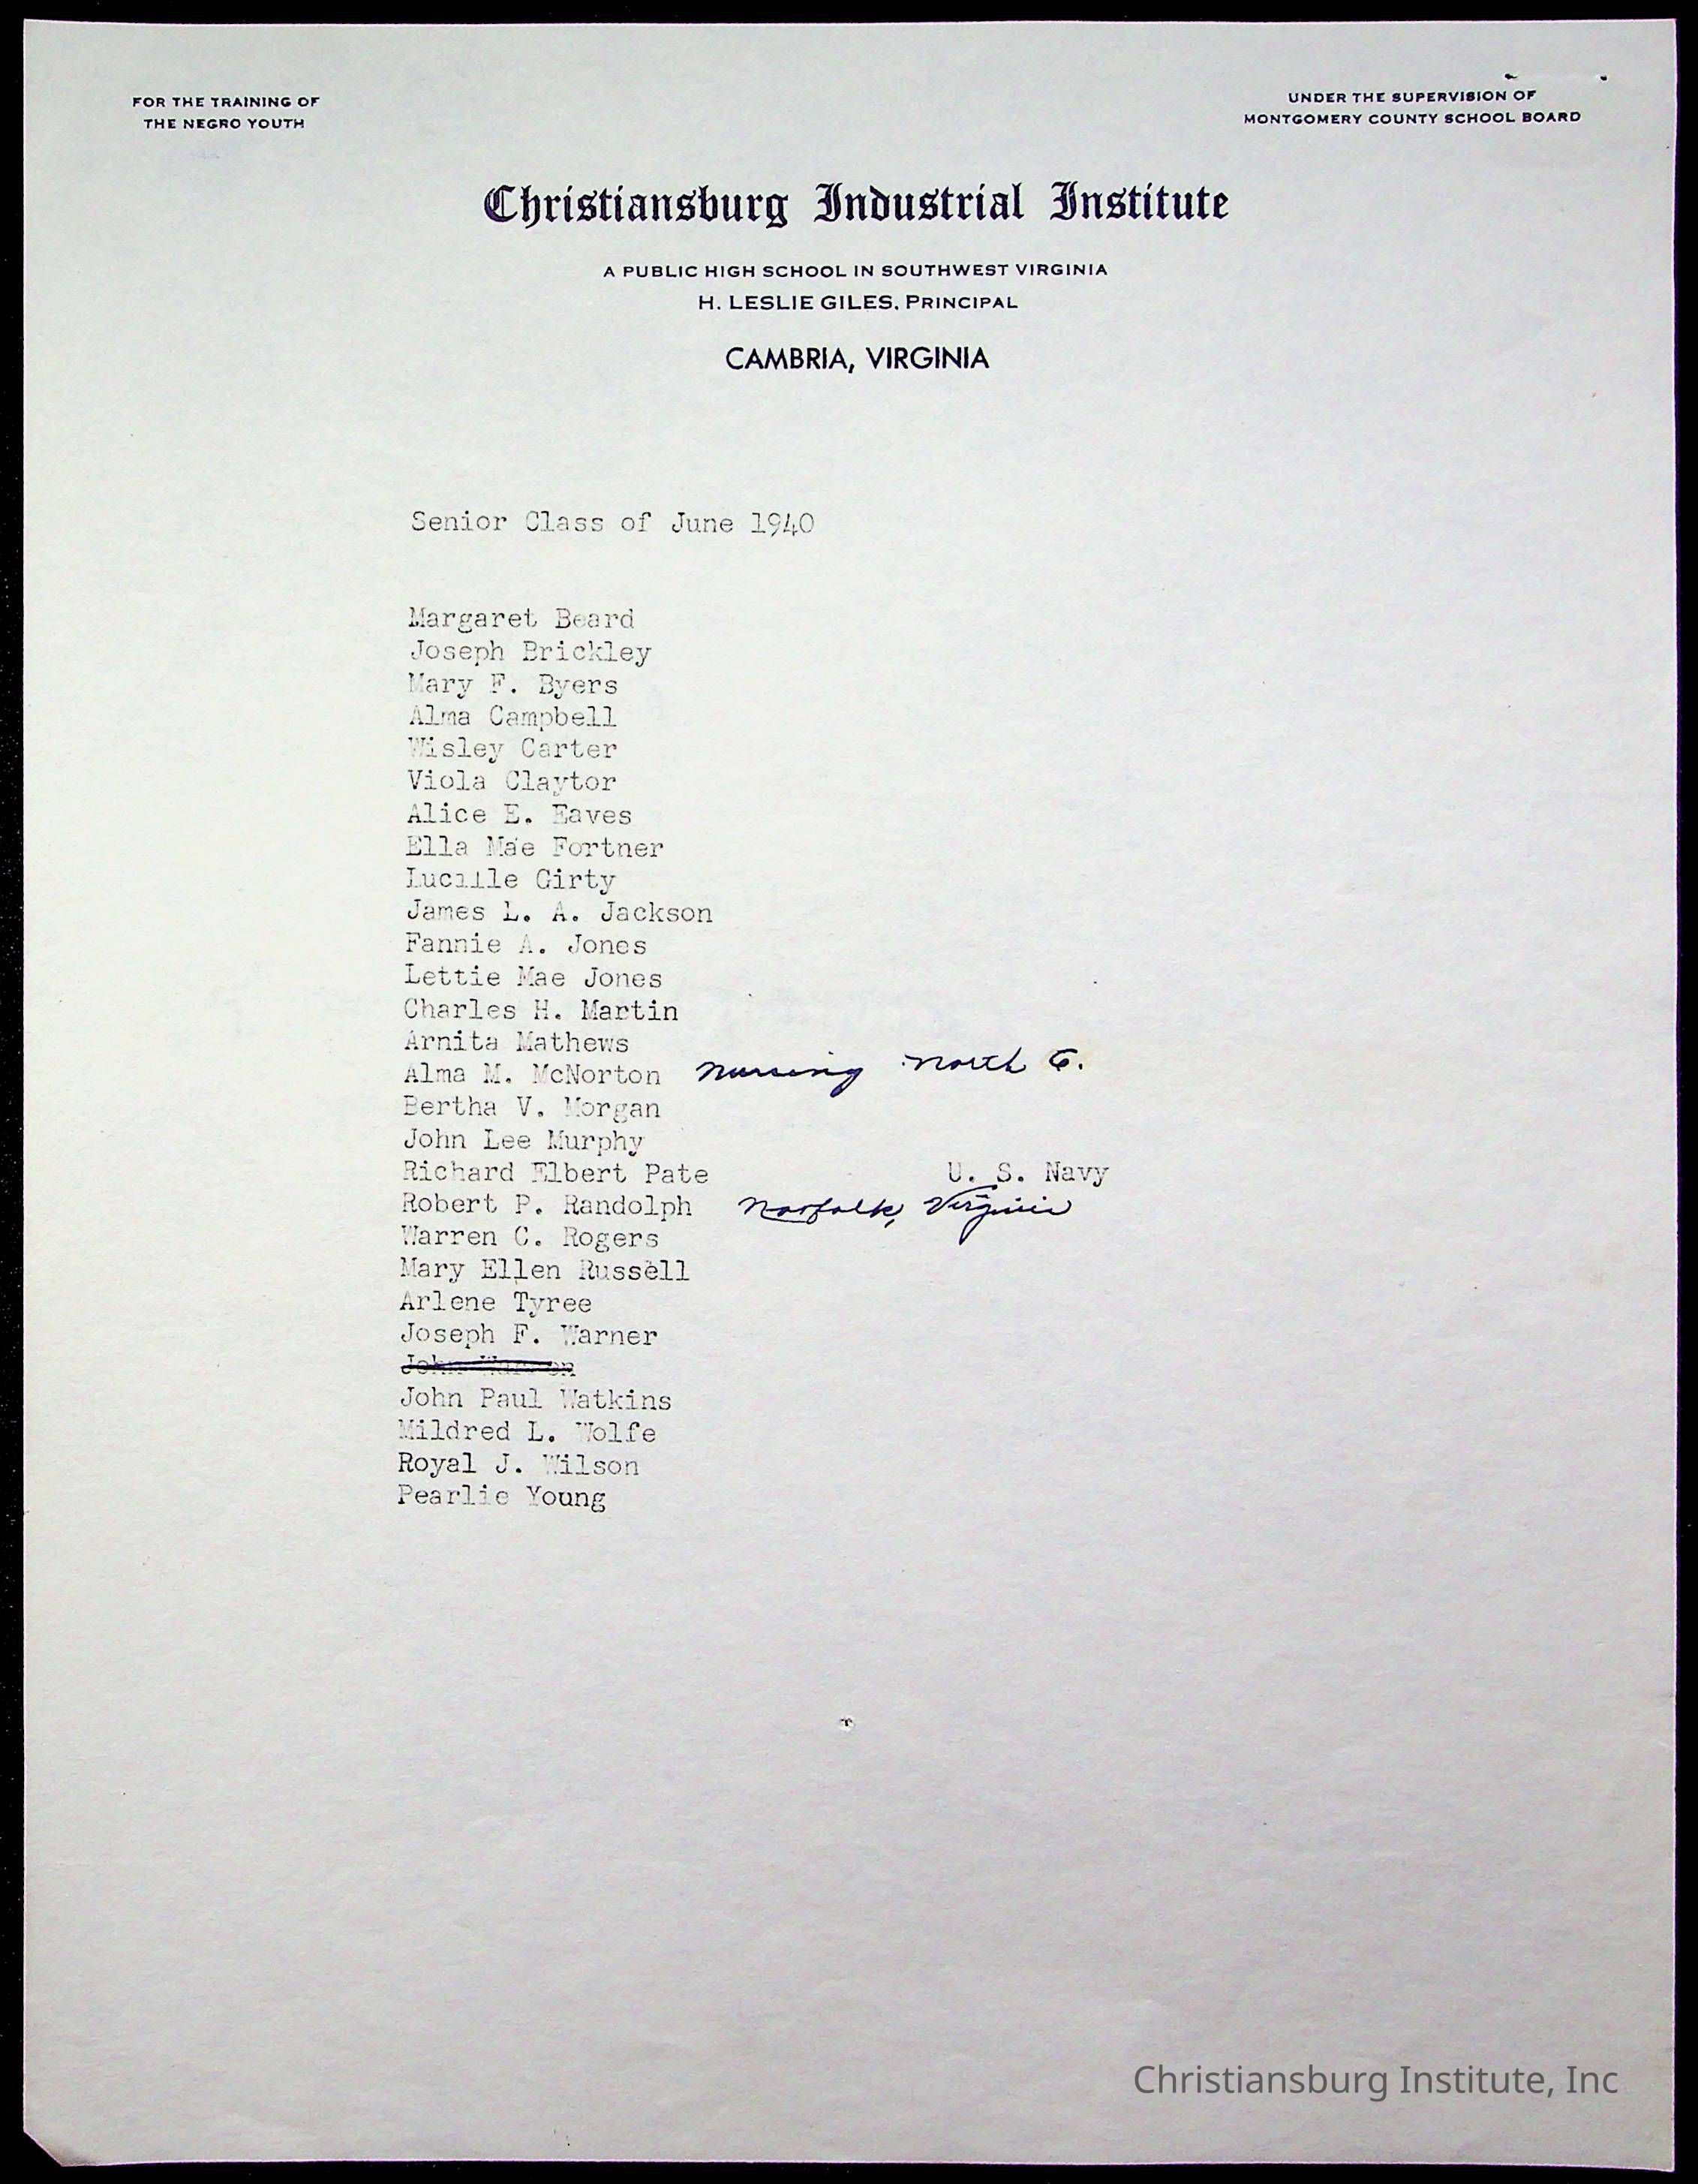 FOR THE TRAINING OF
THE NEGRO YOUTH
UNDER THE SUPERVISION OF
MONTGOMERY COUNTY SCHOOL BOARD
Christiansburg Industrial Institute
A PUBLIC HIGH SCHOOL IN SOUTHWEST VIRGINIA
H. LESLIE GILES, PRINCIPAL
CAMBRIA, VIRGINIA
Senior Class of June 1940
Margaret Beard
Joseph Brickley
Mary F. Byers
Alma Campbell
Wisley Carter
Viola Claytor
Alice E. Eaves
Ella Mae Fortner
Lucille Girty
James L. A. Jackson
Fannie A. Jones
Lettie Mae Jones
Charles H. Martin
Arnita Mathews
Alma M. McNorton Nursing North C.
Bertha V. Morgan
John Lee Murphy
Richard Elbert Pate U. S. Navy
Robert P. Randolph Norfolk, Virginia
Warren C. Rogers
Mary Ellen Russell
Arlene Tyree
Joseph F. Warner
John
John Paul Watkins
Mildred L. Wolfe
Royal J. Wilson
Pearlie Young
Christiansburg Institute, Inc